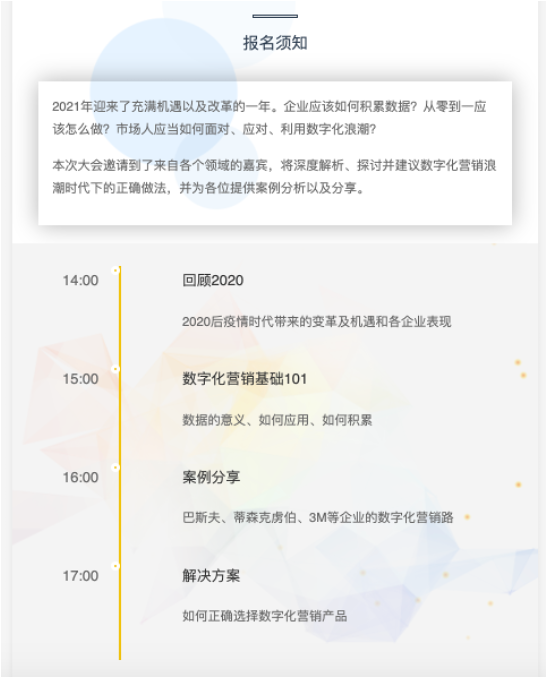 报名须知
2021年迎来了充满机遇以及改革的一年。企业应该如何积累数据？从零到一应
该怎么做？市场人应当如何面对、应对、利用数字化浪潮？
本次大会邀请到了来自各个领域的嘉宾，将深度解析、探讨并建议数字化营销浪
潮时代下的正确做法，并为各位提供案例分析以及分享。
14:00 回顾2020
2020后疫情时代带来的变革及机遇和各企业表现
15:00 数字化营销基础101
数据的意义、如何应用、如何积累
16:00 案例分享
巴斯夫、蒂森克虏伯、3M等企业的数字化营销路
17:00 解决方案
如何正确选择数字化营销产品